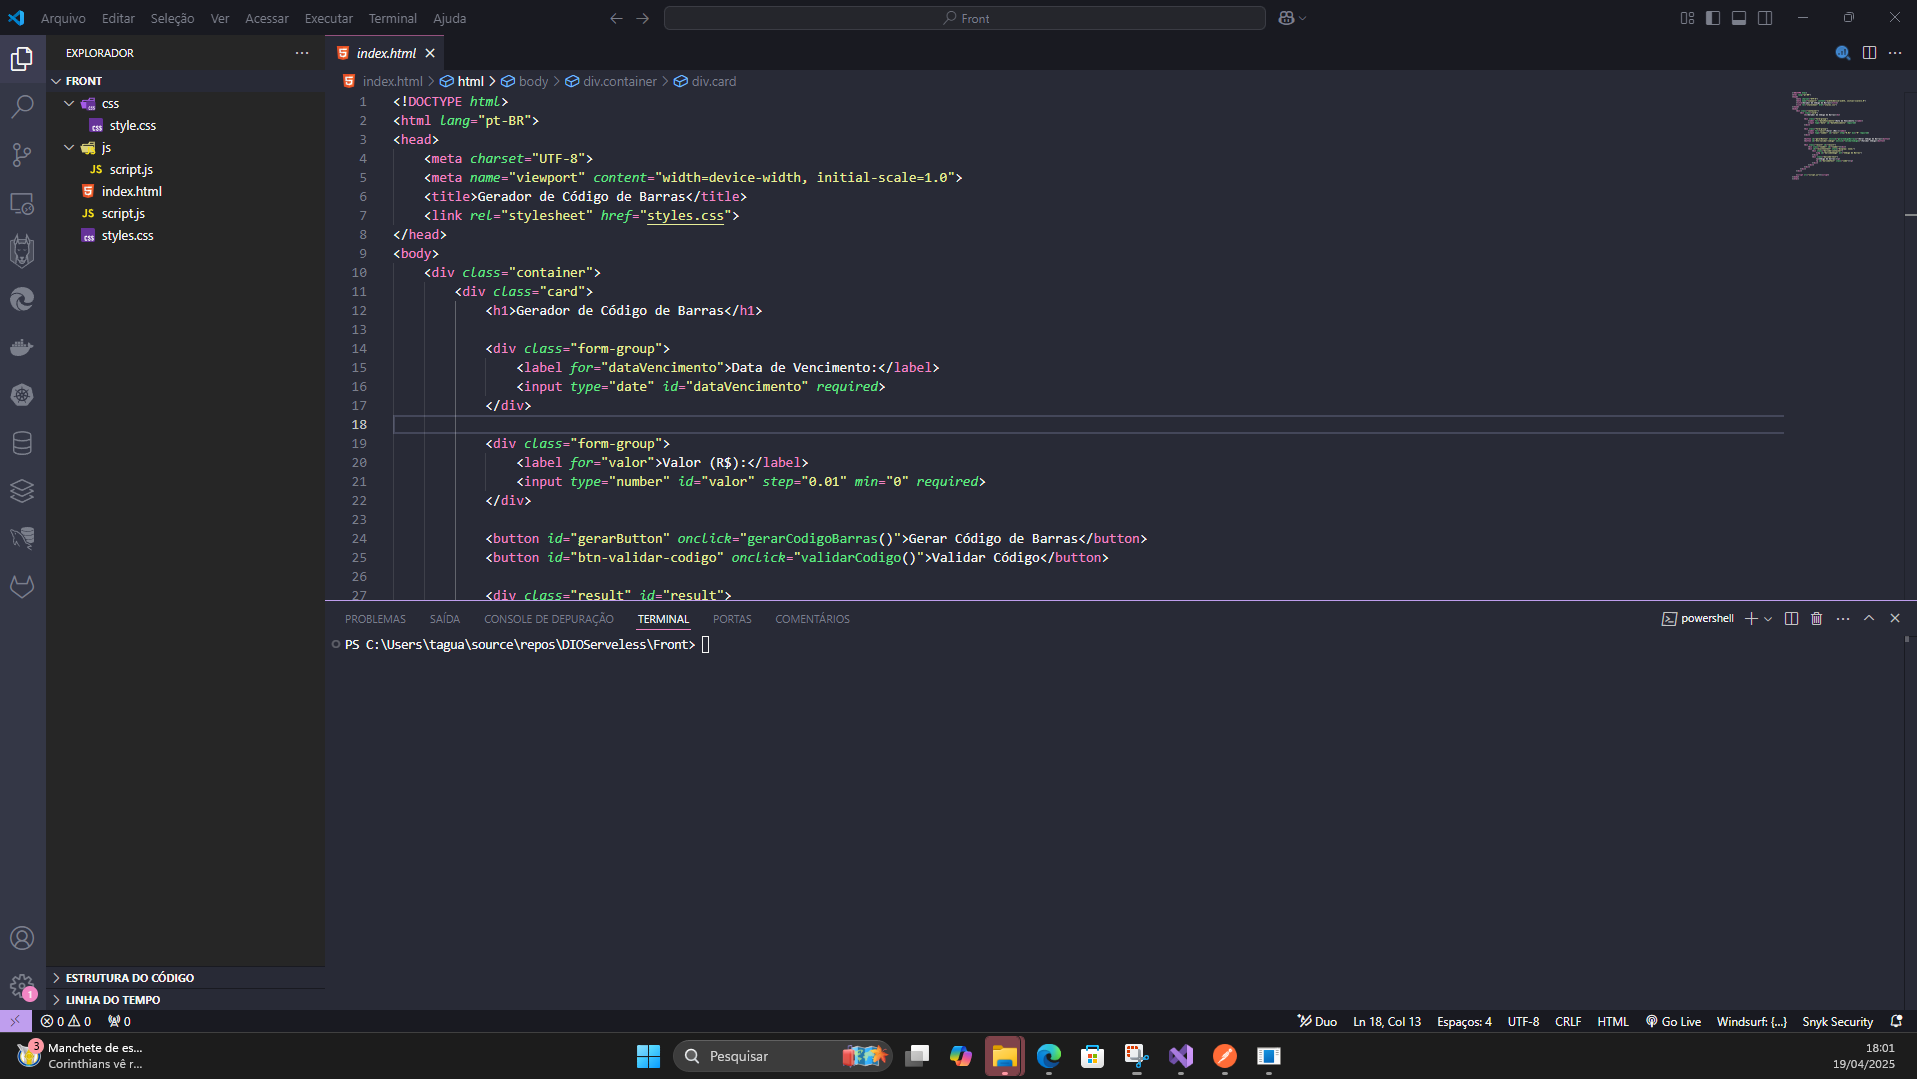 Arquivo Editar Seleção Ver Acessar Executar Terminal Ajuda
Front
EXPLORADOR
FRONT
css
style.css
js
JS script.js
index.html
JS script.js
styles.css
ESTRUTURA DO CÓDIGO
LINHA DO TEMPO
index.html
index.html > html > body > div.container > div.card
1 <!DOCTYPE html>
2 <html lang="pt-BR">
3 <head>
4 <meta charset="UTF-8">
5 <meta name="viewport" content="width=device-width, initial-scale=1.0">
6 <title>Gerador de Código de Barras</title>
7 <link rel="stylesheet" href="styles.css">
8 </head>
9 <body>
10 <div class="container">
11 <div class="card">
12 <h1>Gerador de Código de Barras</h1>
13
14 <div class="form-group">
15 <label for="dataVencimento">Data de Vencimento:</label>
16 <input type="date" id="dataVencimento" required>
17 </div>
18
19 <div class="form-group">
20 <label for="valor">Valor (R$):</label>
21 <input type="number" id="valor" step="0.01" min="0" required>
22 </div>
23
24 <button id="gerarButton" onclick="gerarCodigoBarras()">Gerar Código de Barras</button>
25 <button id="btn-validar-codigo" onclick="validarCodigo()">Validar Código</button>
26
27 <div class="result" id="result">
PROBLEMAS SAÍDA CONSOLE DE DEPURAÇÃO TERMINAL PORTAS COMENTÁRIOS
powershell
PS C:\Users\tagua\source\repos\DIOServeless\Front>
1
0 0 0
Duo Ln 18, Col 13 Espaços: 4 UTF-8 CRLF HTML Go Live Windsurf: {...} Snyk Security
3
Manchete de es...
Corinthians vê r...
Pesquisar
18:01
19/04/2025